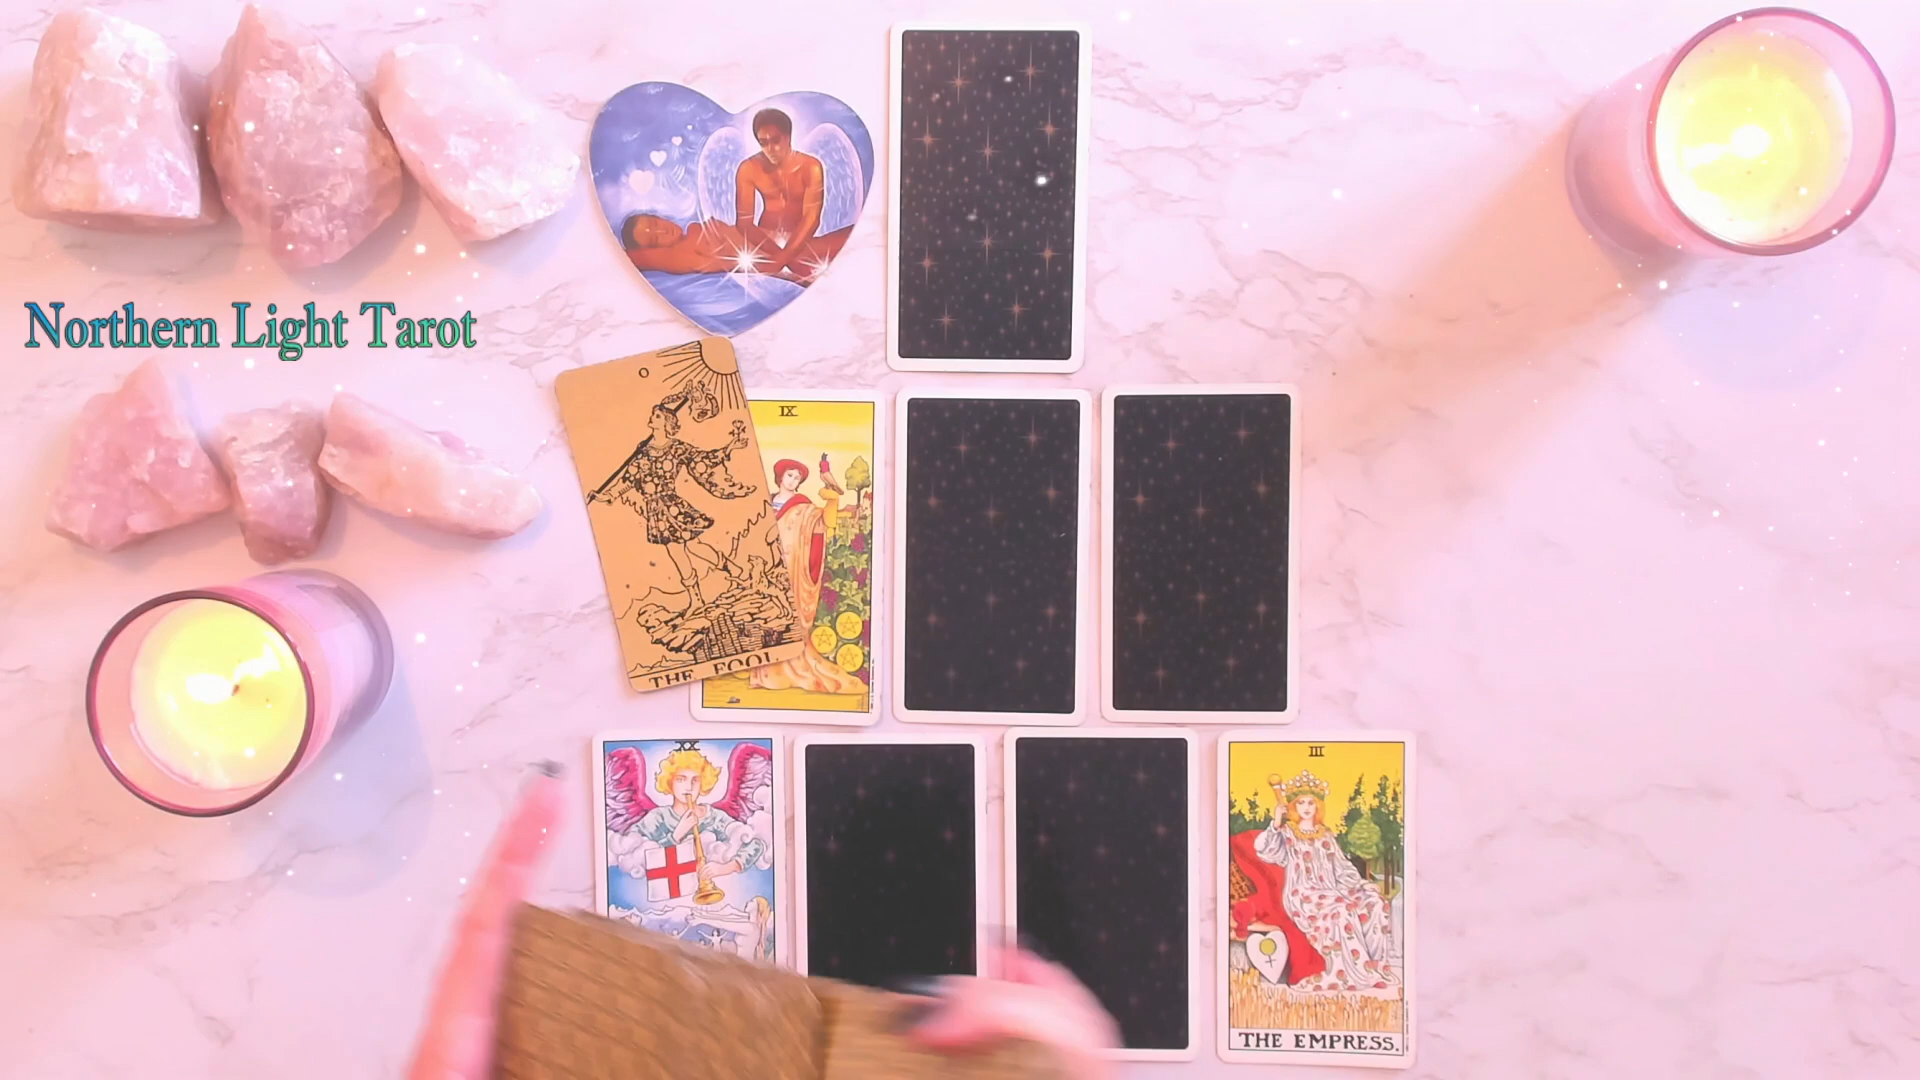 Northern Light Tarot
0
IX
THE FOOL
XX
III
THE EMPRESS.